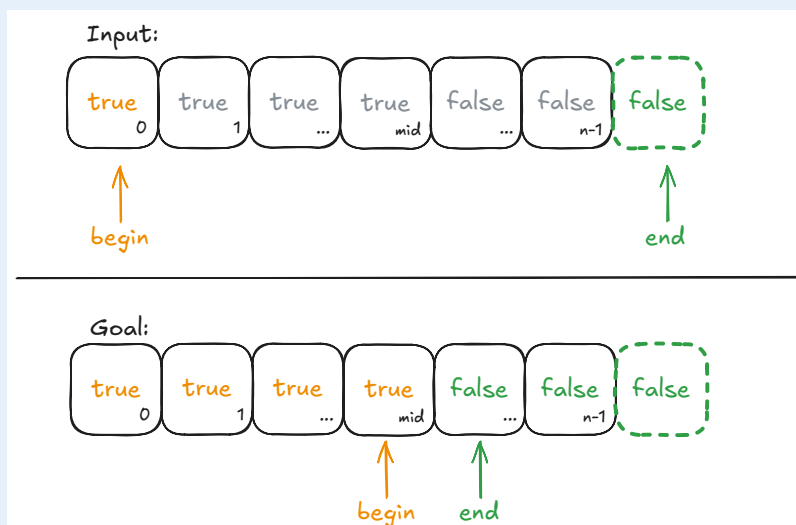 Input:
true true true true false false false
0 1 ... mid ... n-1
begin end
Goal:
true true true true false false false
0 1 ... mid ... n-1
begin end